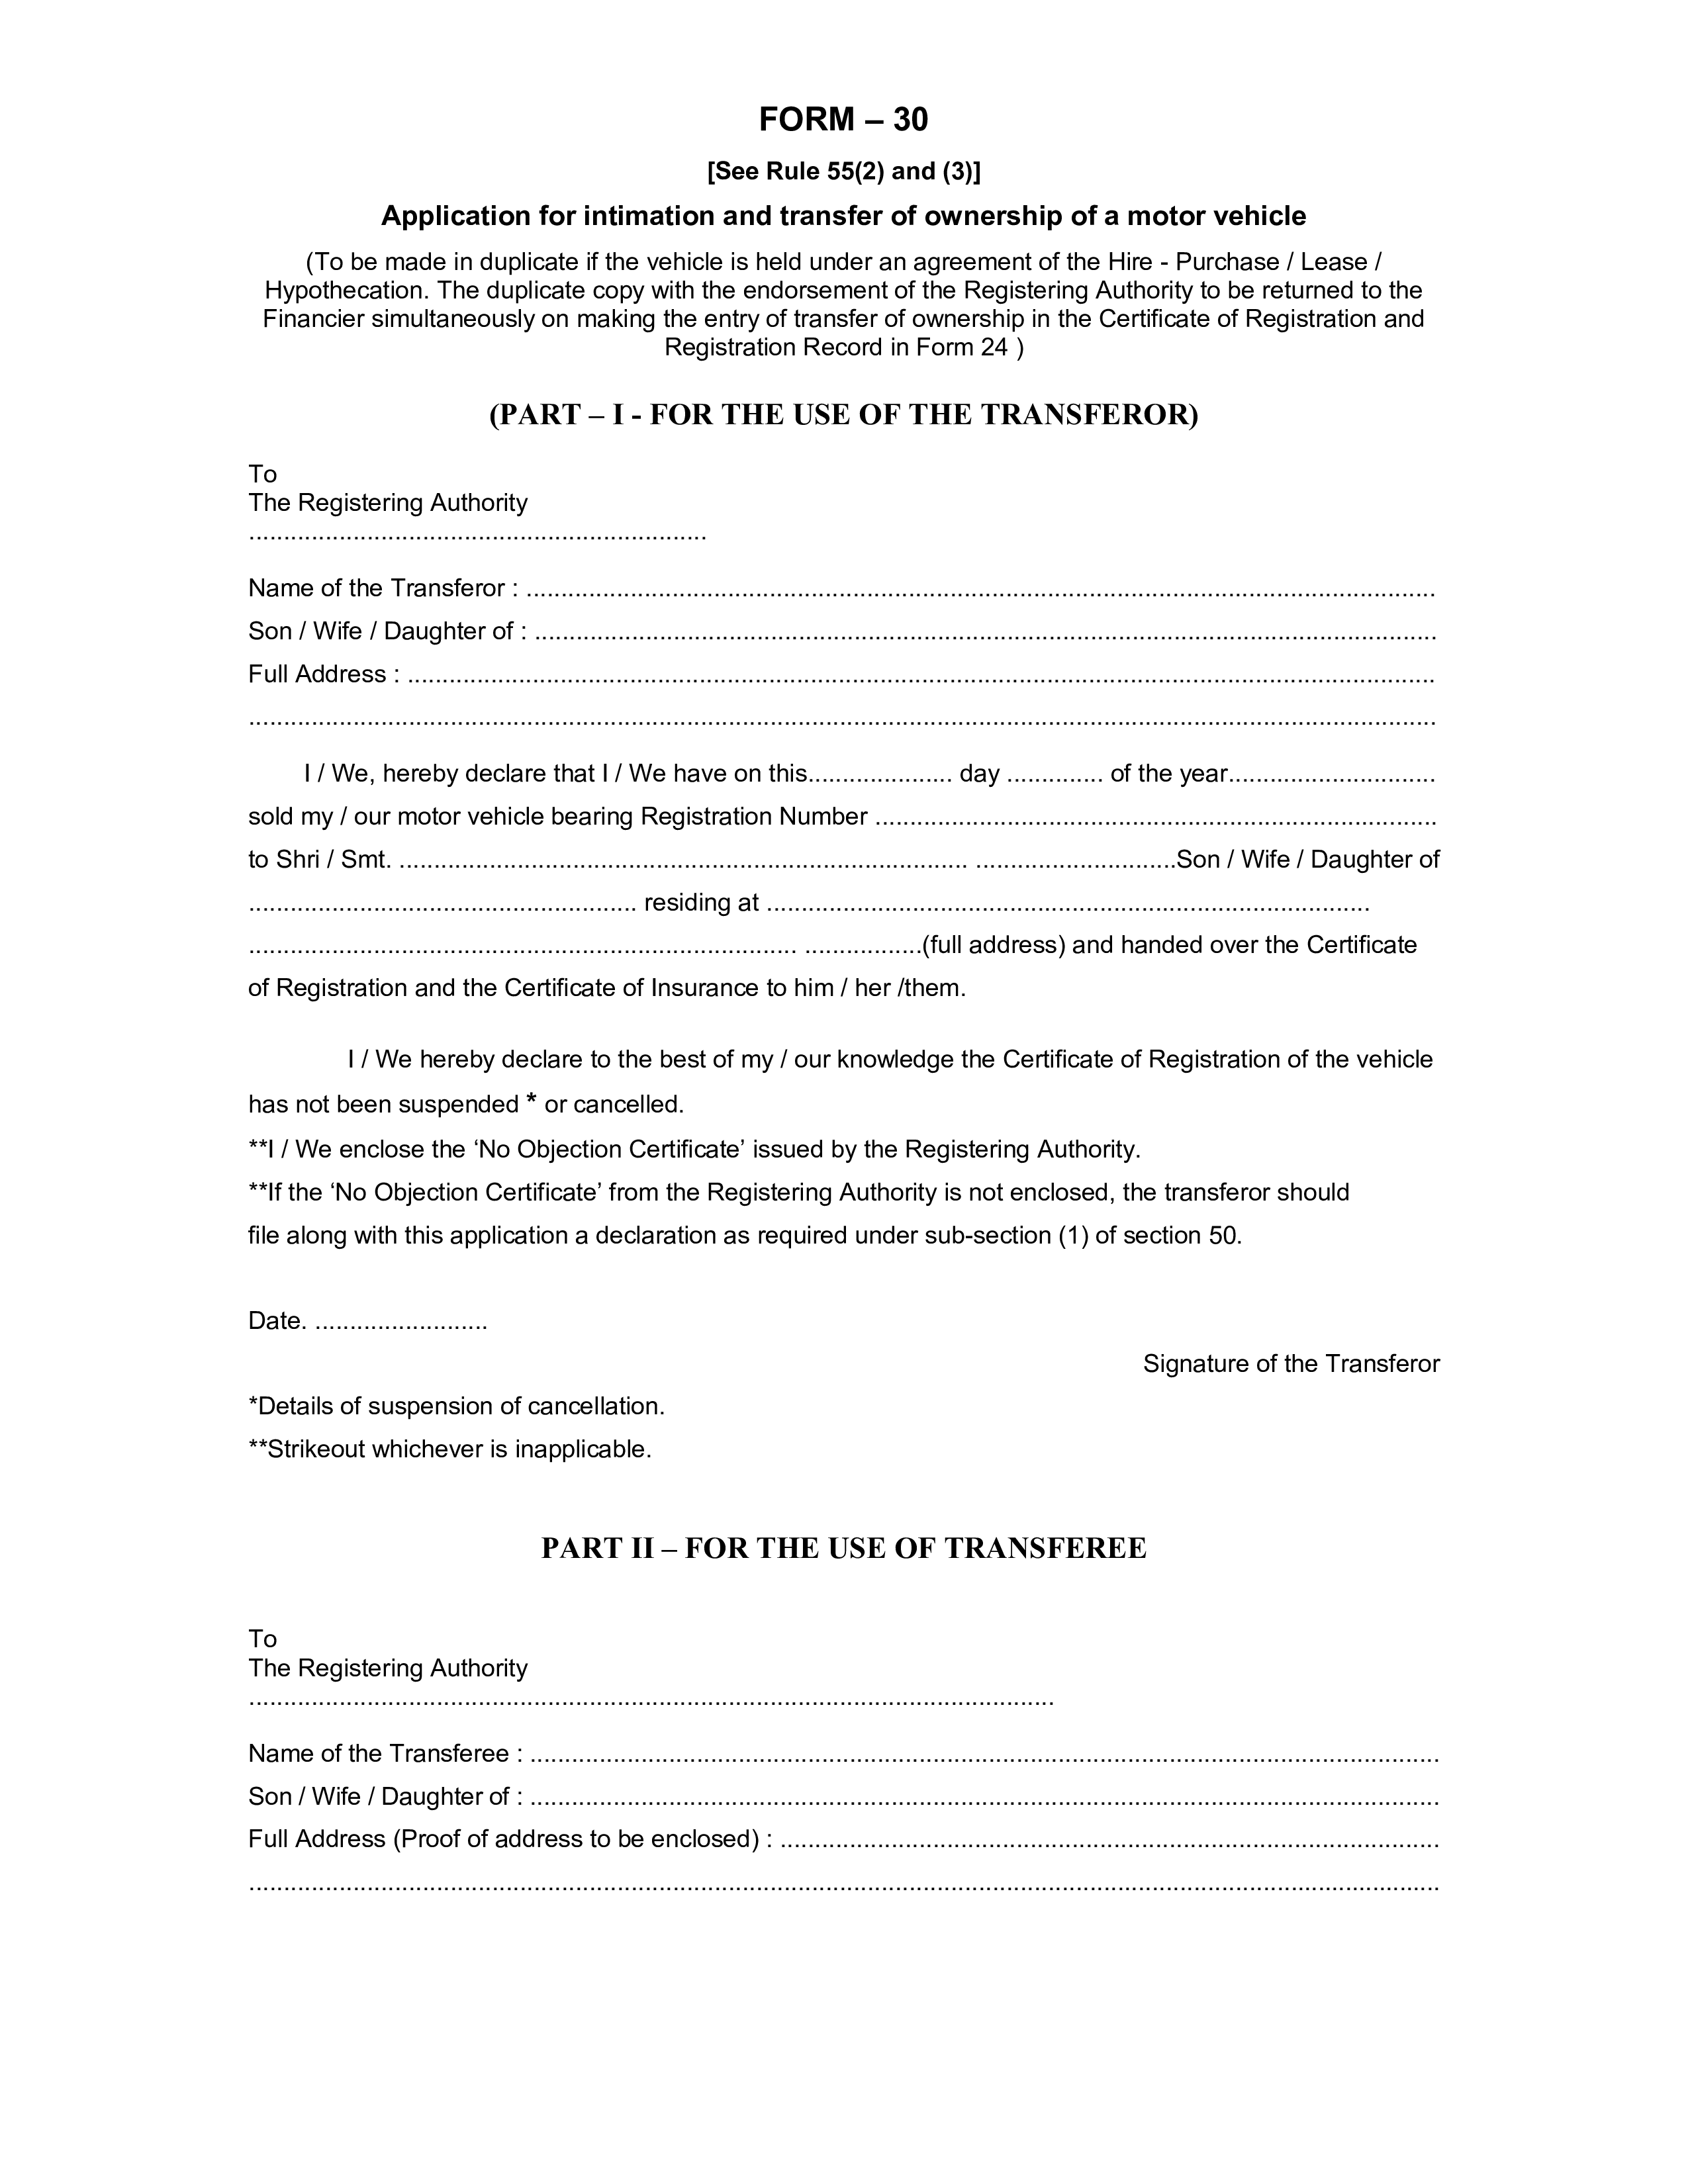 FORM – 30
[See Rule 55(2) and (3)]
Application for intimation and transfer of ownership of a motor vehicle
(To be made in duplicate if the vehicle is held under an agreement of the Hire - Purchase / Lease /
Hypothecation. The duplicate copy with the endorsement of the Registering Authority to be returned to the
Financier simultaneously on making the entry of transfer of ownership in the Certificate of Registration and
Registration Record in Form 24 )
(PART – I - FOR THE USE OF THE TRANSFEROR)
To
The Registering Authority
..................................................................
Name of the Transferor : ...................................................................................................................................
Son / Wife / Daughter of : ..................................................................................................................................
Full Address : ....................................................................................................................................................
...........................................................................................................................................................................
I / We, hereby declare that I / We have on this..................... day .............. of the year..............................
sold my / our motor vehicle bearing Registration Number .................................................................................
to Shri / Smt. .................................................................................. .............................Son / Wife / Daughter of
........................................................ residing at .......................................................................................
............................................................................... .................(full address) and handed over the Certificate
of Registration and the Certificate of Insurance to him / her /them.
I / We hereby declare to the best of my / our knowledge the Certificate of Registration of the vehicle
has not been suspended * or cancelled.
**I / We enclose the ‘No Objection Certificate’ issued by the Registering Authority.
**If the ‘No Objection Certificate’ from the Registering Authority is not enclosed, the transferor should
file along with this application a declaration as required under sub-section (1) of section 50.
Date. .........................
Signature of the Transferor
*Details of suspension of cancellation.
**Strikeout whichever is inapplicable.
PART II – FOR THE USE OF TRANSFEREE
To
The Registering Authority
....................................................................................................................
Name of the Transferee : ...................................................................................................................................
Son / Wife / Daughter of : ...................................................................................................................................
Full Address (Proof of address to be enclosed) : ...............................................................................................
...........................................................................................................................................................................